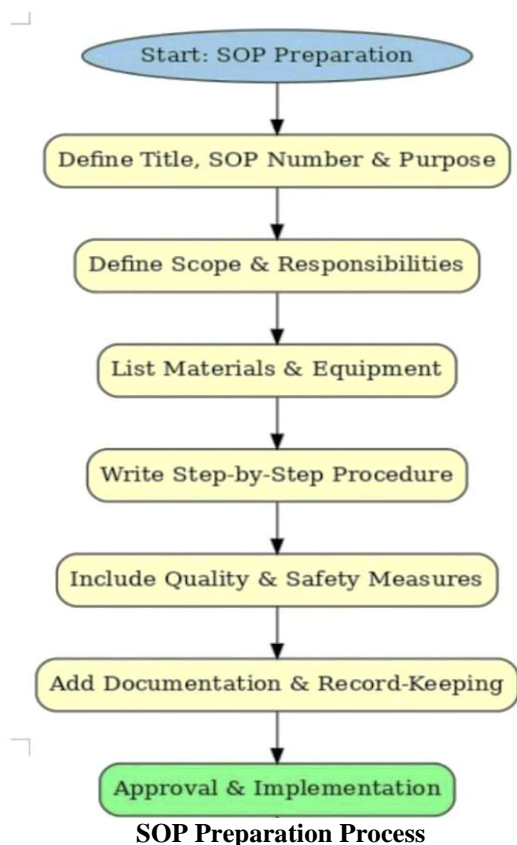 Start: SOP Preparation
Define Title, SOP Number & Purpose
Define Scope & Responsibilities
List Materials & Equipment
Write Step-by-Step Procedure
Include Quality & Safety Measures
Add Documentation & Record-Keeping
Approval & Implementation
SOP Preparation Process